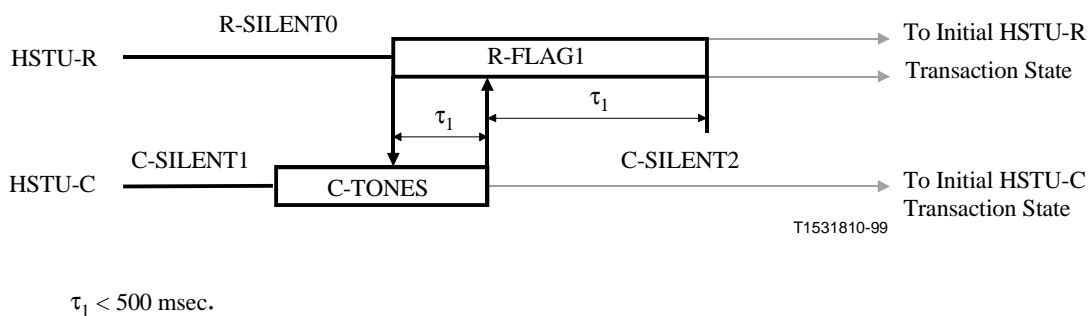 R-SILENT0
To Initial HSTU-R
HSTU-R
R-FLAG1
Transaction State
τ1
τ1
C-SILENT1
C-SILENT2
HSTU-C
C-TONES
To Initial HSTU-C
Transaction State
T1531810-99
τ1 < 500 msec.